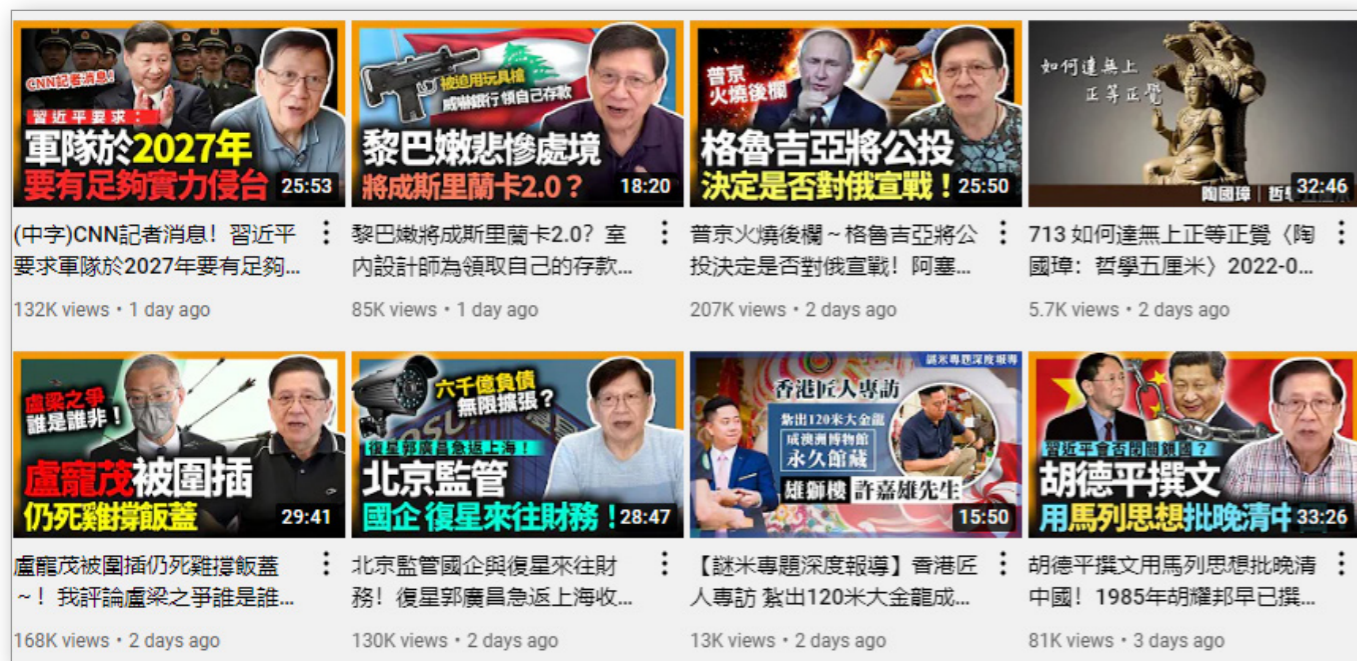 CNN記者消息!
習近平要求:
軍隊於2027年
要有足夠實力侵台
25:53
被迫用玩具槍
威嚇銀行 領自己存款
黎巴嫩悲慘處境
將成斯里蘭卡2.0?
18:20
普京
火燒後欄
格魯吉亞將公投
決定是否對俄宣戰!
25:50
如何達無上
正等正覺
陶國璋|哲學
32:46
(中字)CNN記者消息!習近平
要求軍隊於2027年要有足夠...
132K views • 1 day ago
黎巴嫩將成斯里蘭卡2.0?室
內設計師為領取自己的存款...
85K views • 1 day ago
普京火燒後欄~格魯吉亞將公
投決定是否對俄宣戰!阿塞...
207K views • 2 days ago
713 如何達無上正等正覺〈陶
國璋:哲學五厘米〉2022-0...
5.7K views • 2 days ago
盧梁之爭
誰是誰非!
盧寵茂被圍插
仍死雞撐飯蓋
29:41
六千億負債
無限擴張?
復星郭廣昌急返上海!
北京監管
國企 復星來往財務!
28:47
謎米專題深度報導
香港匠人專訪
紮出120米大金龍
成澳洲博物館
永久館藏
雄獅樓 許嘉雄先生
15:50
習近平會否閉關鎖國?
胡德平撰文
用馬列思想批晚清中
33:26
盧寵茂被圍插仍死雞撐飯蓋
~!我評論盧梁之爭誰是誰...
168K views • 2 days ago
北京監管國企與復星來往財
務!復星郭廣昌急返上海收...
130K views • 2 days ago
【謎米專題深度報導】香港匠
人專訪 紮出120米大金龍成...
13K views • 2 days ago
胡德平撰文用馬列思想批晚清
中國!1985年胡耀邦早已撰...
81K views • 3 days ago